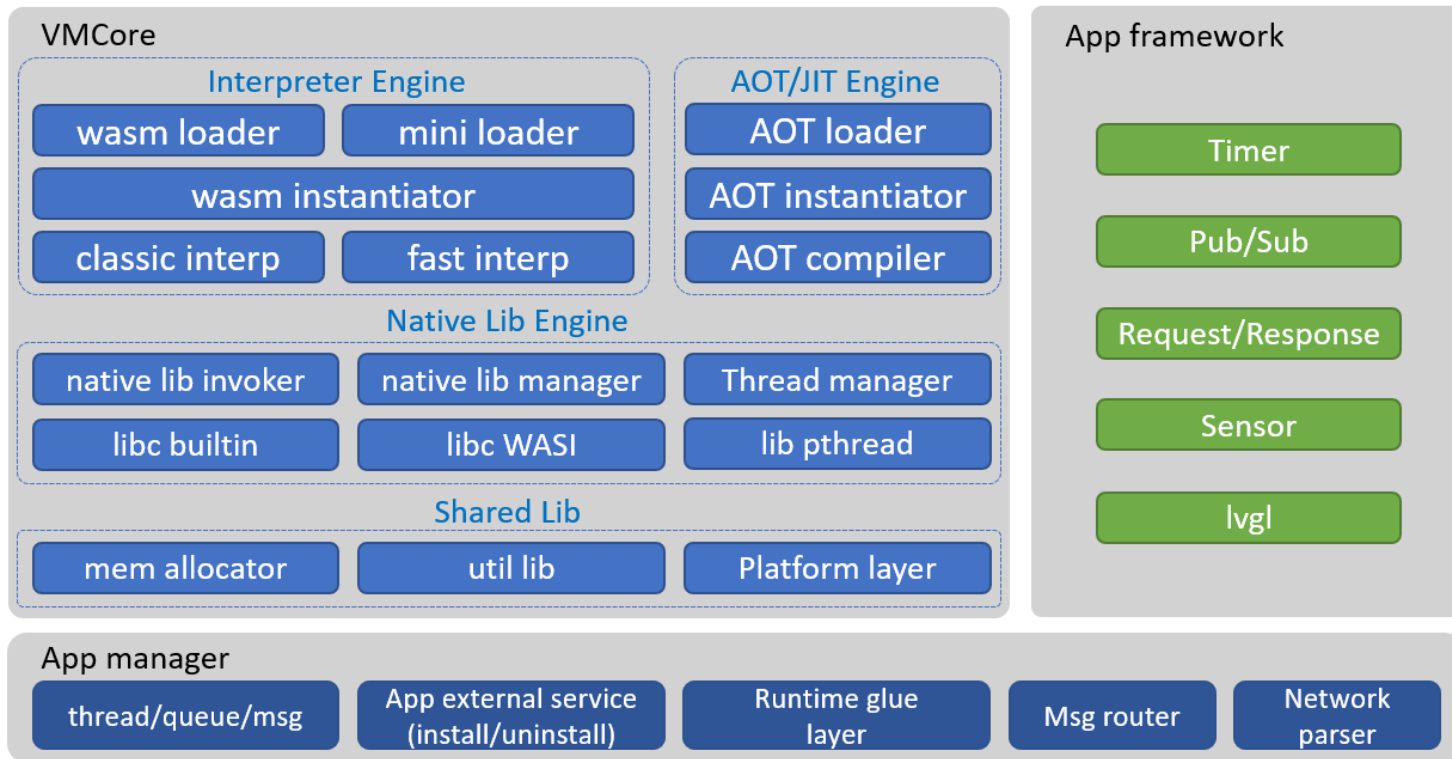 VMCore
Interpreter Engine
wasm loader
mini loader
wasm instantiator
classic interp
fast interp
AOT/JIT Engine
AOT loader
AOT instantiator
AOT compiler
Native Lib Engine
native lib invoker
native lib manager
Thread manager
libc builtin
libc WASI
lib pthread
Shared Lib
mem allocator
util lib
Platform layer
App framework
Timer
Pub/Sub
Request/Response
Sensor
lvgl
App manager
thread/queue/msg
App external service
(install/uninstall)
Runtime glue
layer
Msg router
Network
parser